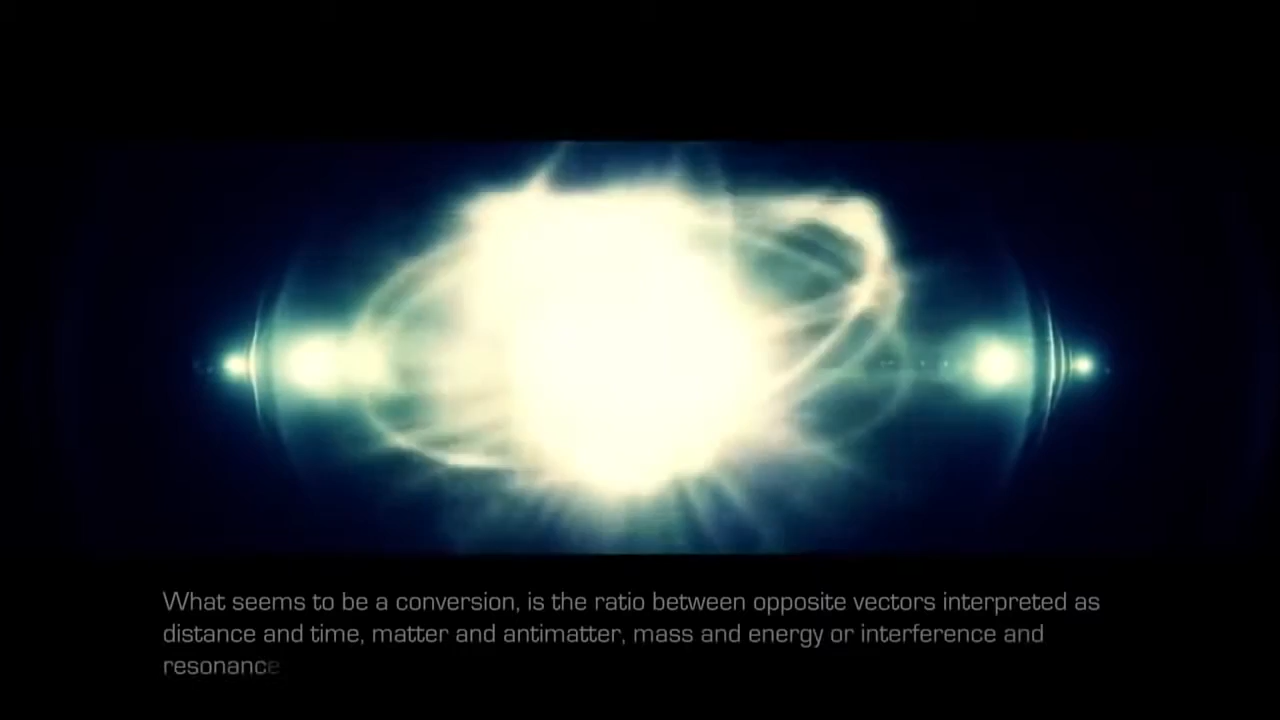 What seems to be a conversion, is the ratio between opposite vectors interpreted as
distance and time, matter and antimatter, mass and energy or interference and
resonance